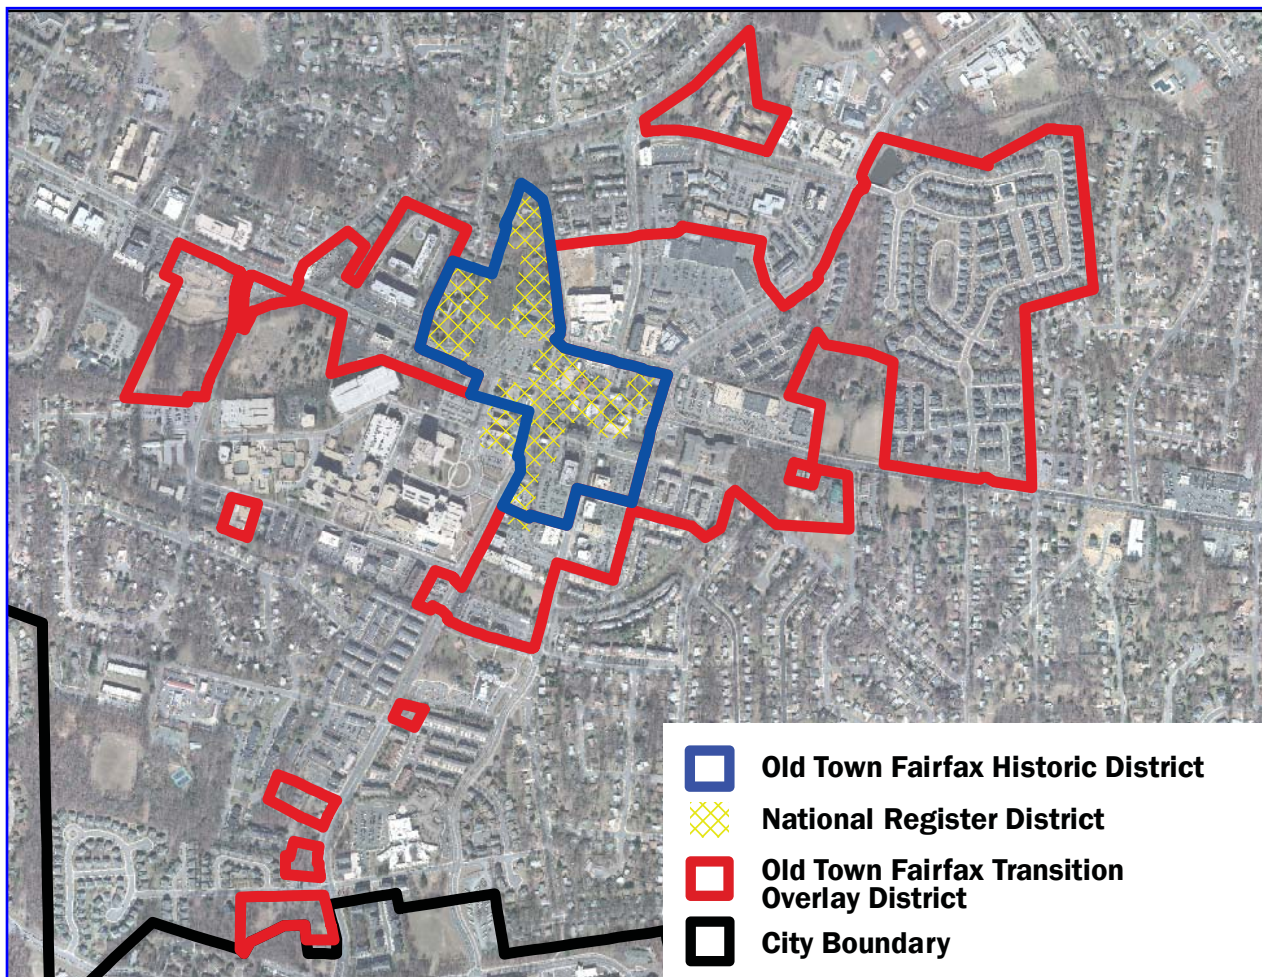 Old Town Fairfax Historic District
National Register District
Old Town Fairfax Transition
Overlay District
City Boundary